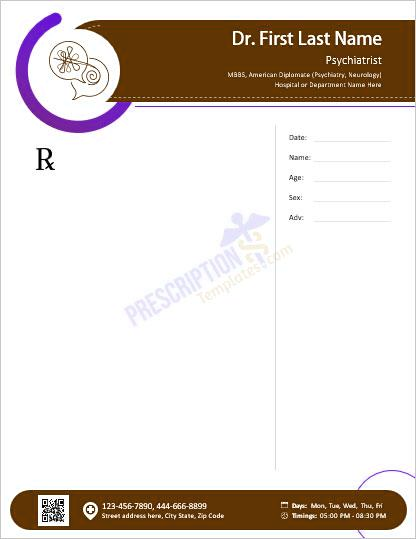 Dr. First Last Name
Psychiatrist
MBBS, American Diplomate (Psychiatry, Neurology)
Hospital or Department Name Here
℞
Date:
Name:
Age:
Sex:
Adv:
PRESCRIPTION
Templates.com
123-456-7890, 444-666-8899
Street address here, City State, Zip Code
Days: Mon, Tue, Wed, Thu, Fri
Timings: 05:00 PM - 08:30 PM